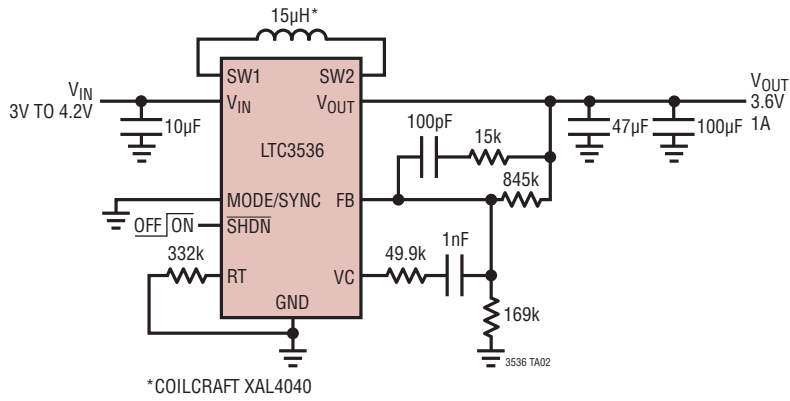 15µH*
SW1 SW2
VIN
3V TO 4.2V
VIN
VOUT
VOUT
3.6V
1A
10µF
LTC3536
100pF
15k
47µF
100µF
845k
MODE/SYNC FB
OFF ON
SHDN
332k
49.9k
1nF
RT
VC
GND
169k
3536 TA02
*COILCRAFT XAL4040